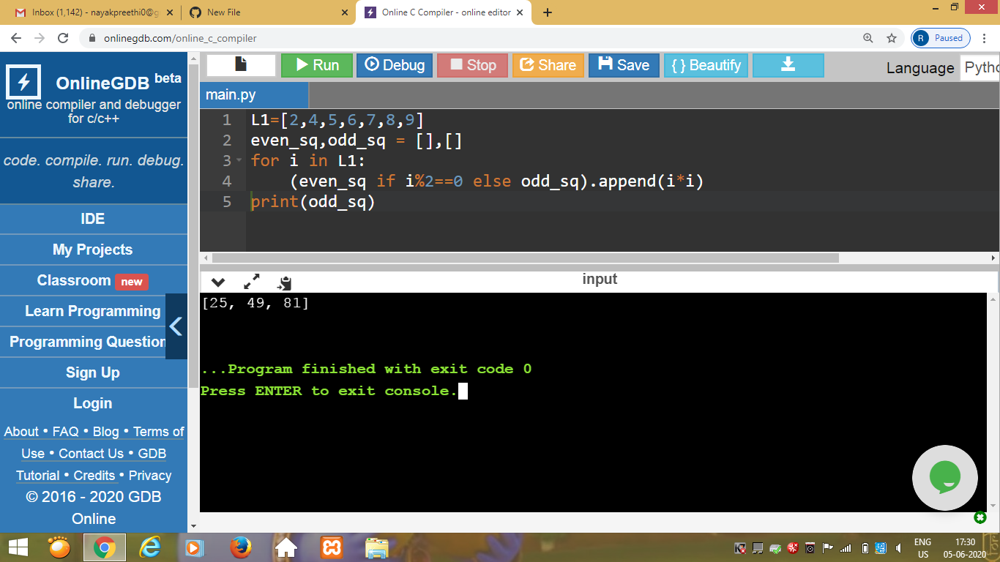 Inbox (1,142) - nayakpreethi0@g
New File
Online C Compiler - online editor
onlinegdb.com/online_c_compiler
R Paused
OnlineGDB beta
online compiler and debugger
for c/c++
code. compile. run. debug.
share.
IDE
My Projects
Classroom new
Learn Programming
Programming Question
Sign Up
Login
About • FAQ • Blog • Terms of
Use • Contact Us • GDB
Tutorial • Credits • Privacy
© 2016 - 2020 GDB
Online
Run Debug Stop Share Save { } Beautify
Language Pytho
main.py
1 L1=[2,4,5,6,7,8,9]
2 even_sq,odd_sq = [],[]
3 for i in L1:
4     (even_sq if i%2==0 else odd_sq).append(i*i)
5 print(odd_sq)
input
[25, 49, 81]
...Program finished with exit code 0
Press ENTER to exit console.
ENG
US
17:30
05-06-2020